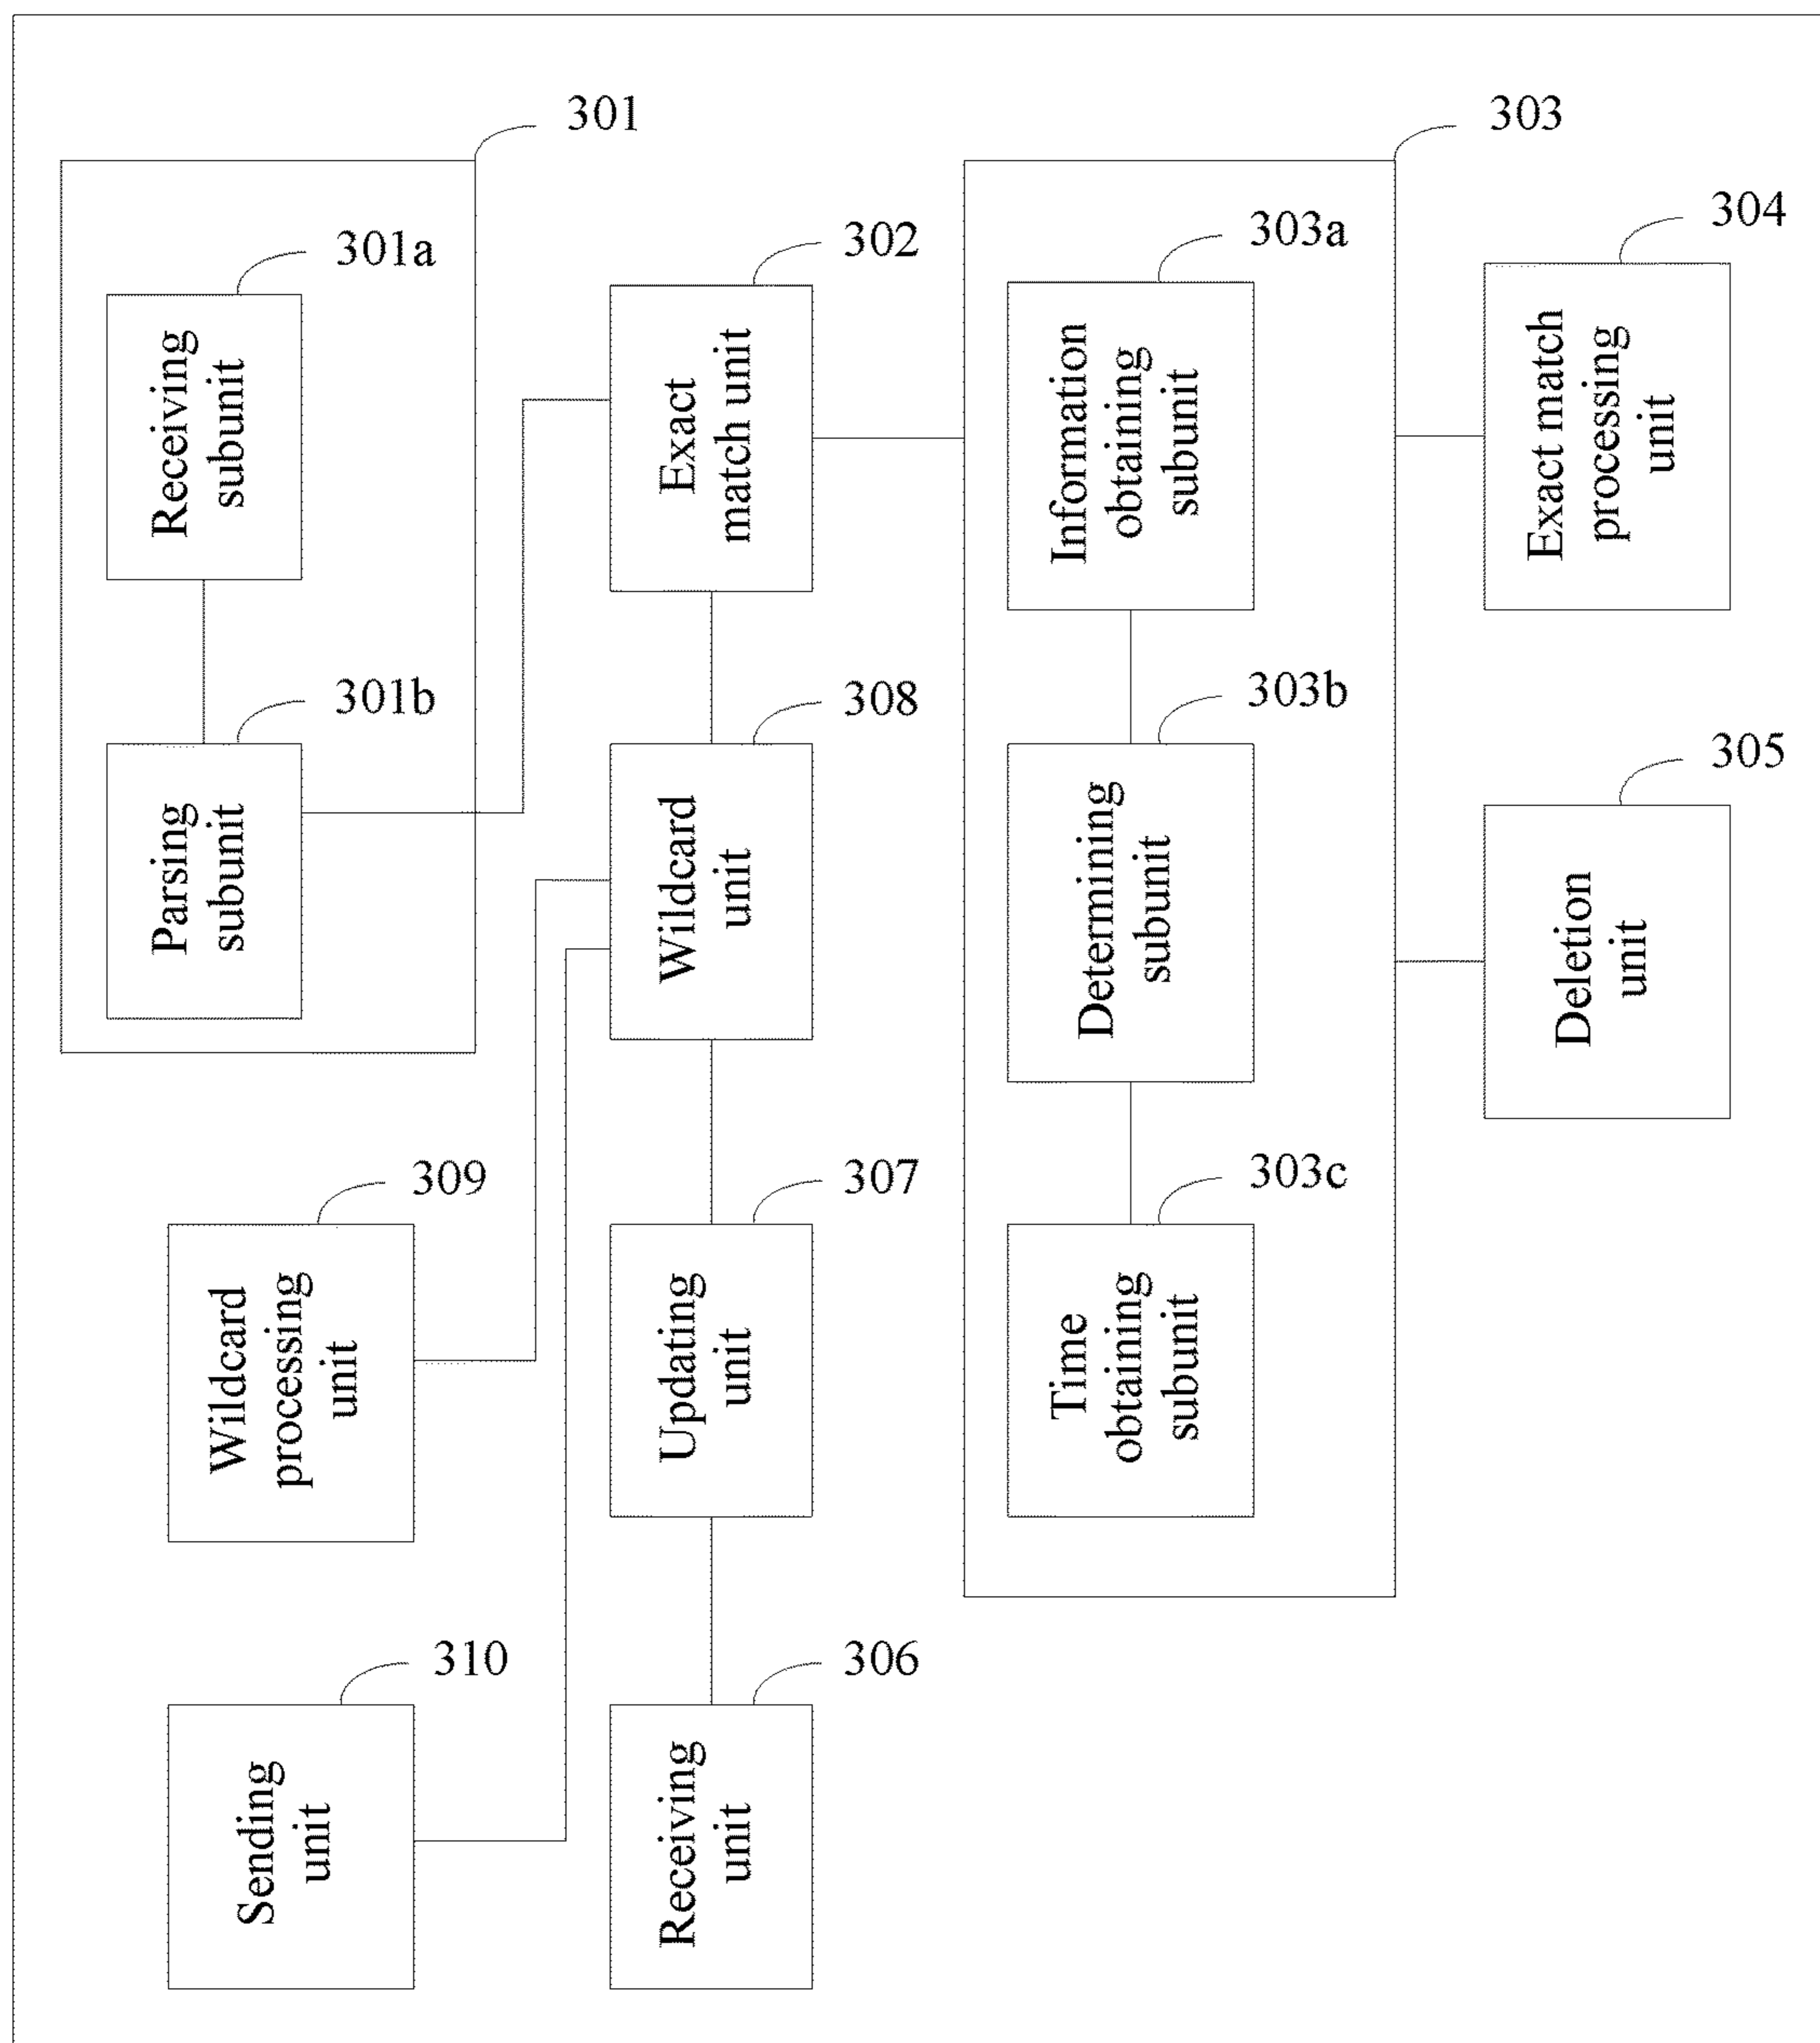 301
301a
Receiving
subunit
301b
Parsing
subunit
302
Exact
match unit
303
303a
Information
obtaining
subunit
303b
Determining
subunit
303c
Time
obtaining
subunit
304
Exact match
processing
unit
305
Deletion
unit
308
Wildcard
unit
309
Wildcard
processing
unit
307
Updating
unit
310
Sending
unit
306
Receiving
unit